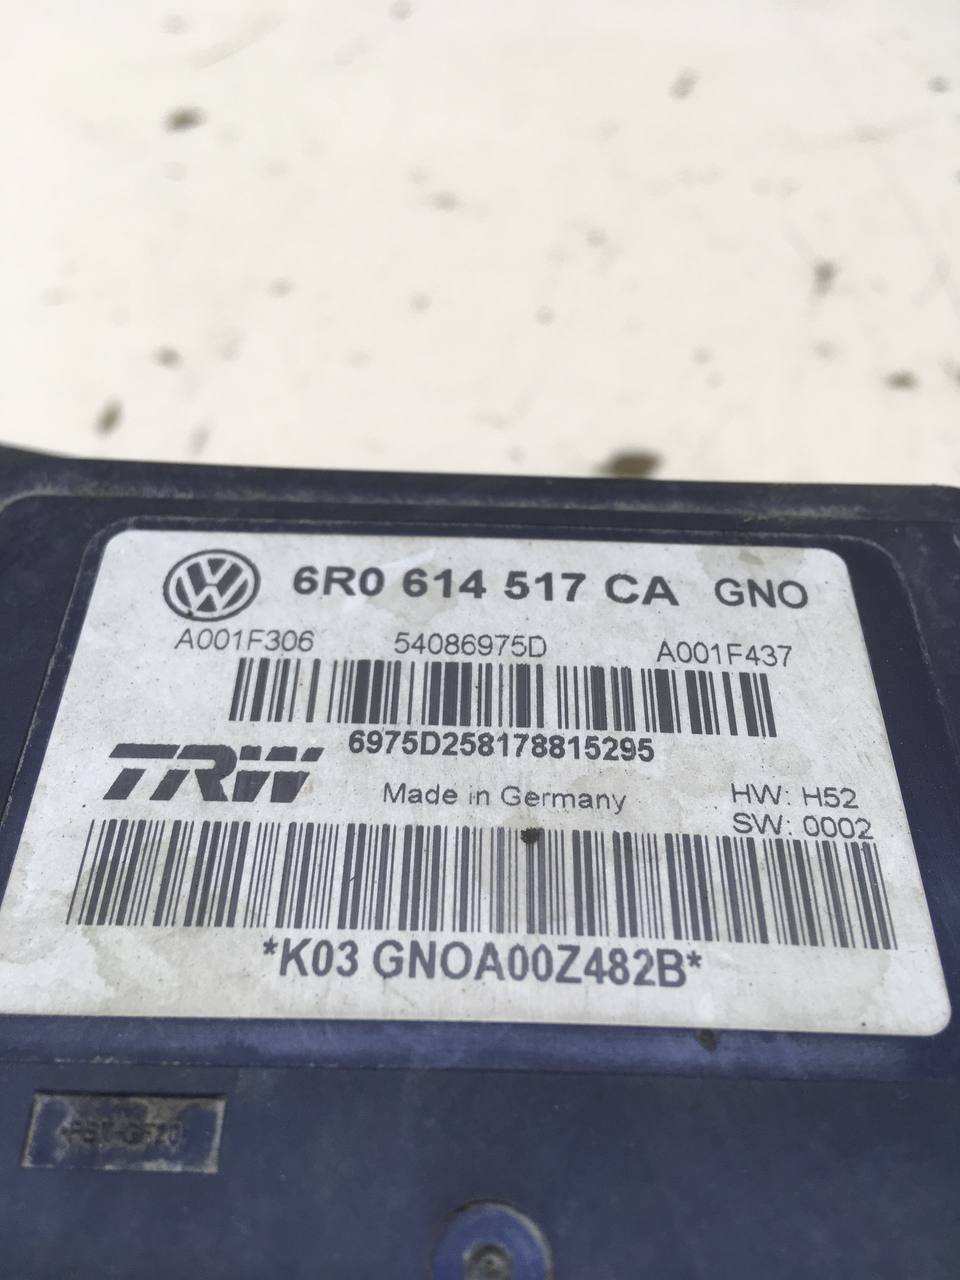 6R0 614 517 CA GNO
A001F306 54086975D A001F437
6975D258178815295
TRW
Made in Germany
HW: H52
SW: 0002
*K03 GNOA00Z482B*